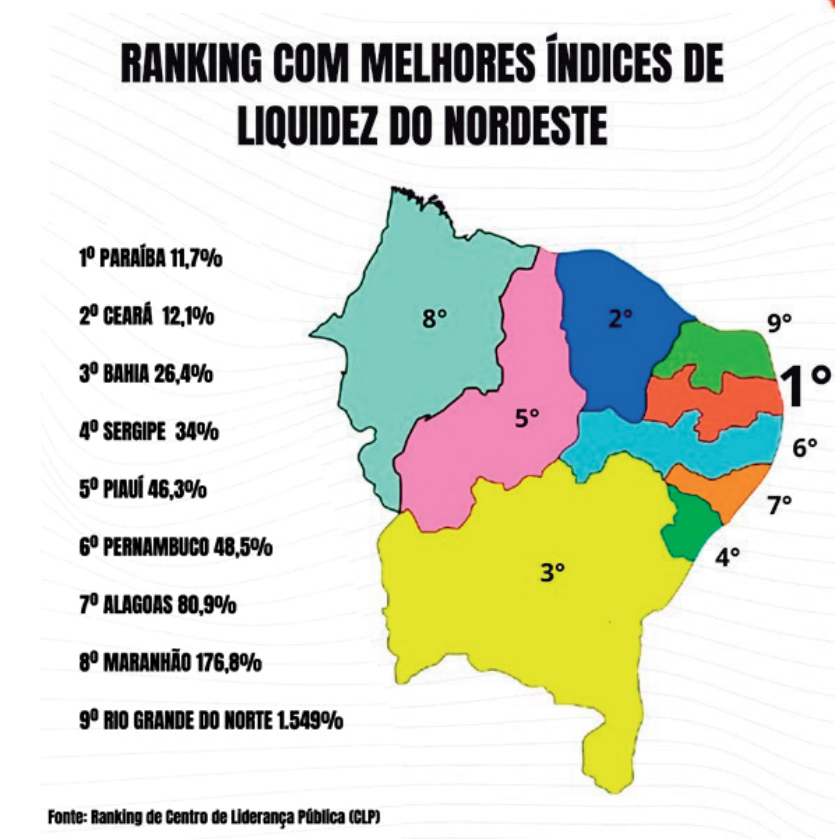 RANKING COM MELHORES ÍNDICES DE
LIQUIDEZ DO NORDESTE
1º PARAÍBA 11,7%
2º CEARÁ 12,1%
3º BAHIA 26,4%
4º SERGIPE 34%
5º PIAUÍ 46,3%
6º PERNAMBUCO 48,5%
7º ALAGOAS 80,9%
8º MARANHÃO 176,8%
9º RIO GRANDE DO NORTE 1.549%
8°
2°
9°
1°
5°
6°
7°
4°
3°
Fonte: Ranking de Centro de Liderança Pública (CLP)